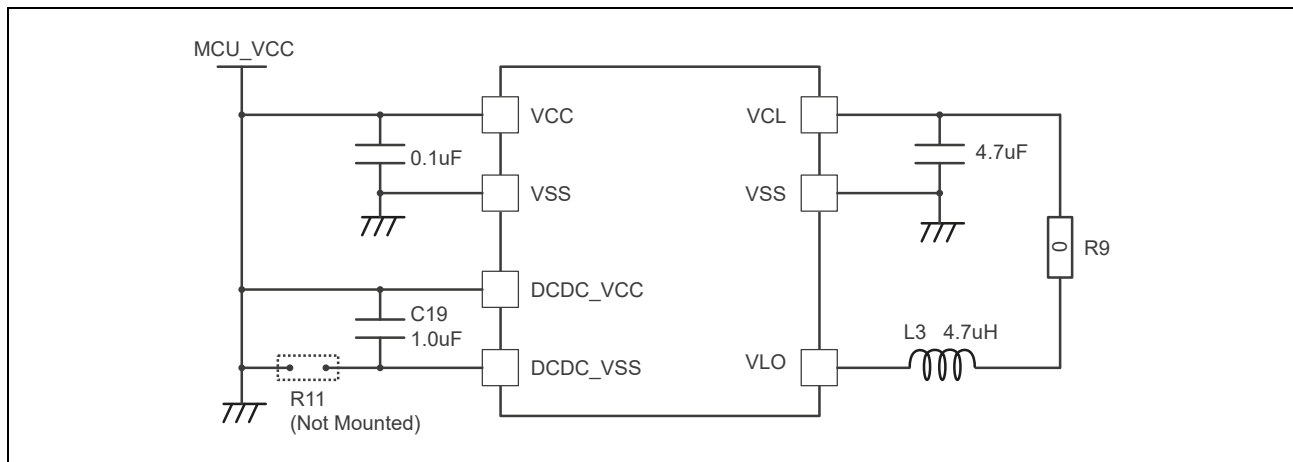 MCU_VCC
VCC
VCL
0.1uF
4.7uF
VSS
VSS
0
R9
DCDC_VCC
C19
1.0uF
L3 4.7uH
DCDC_VSS
VLO
R11
(Not Mounted)